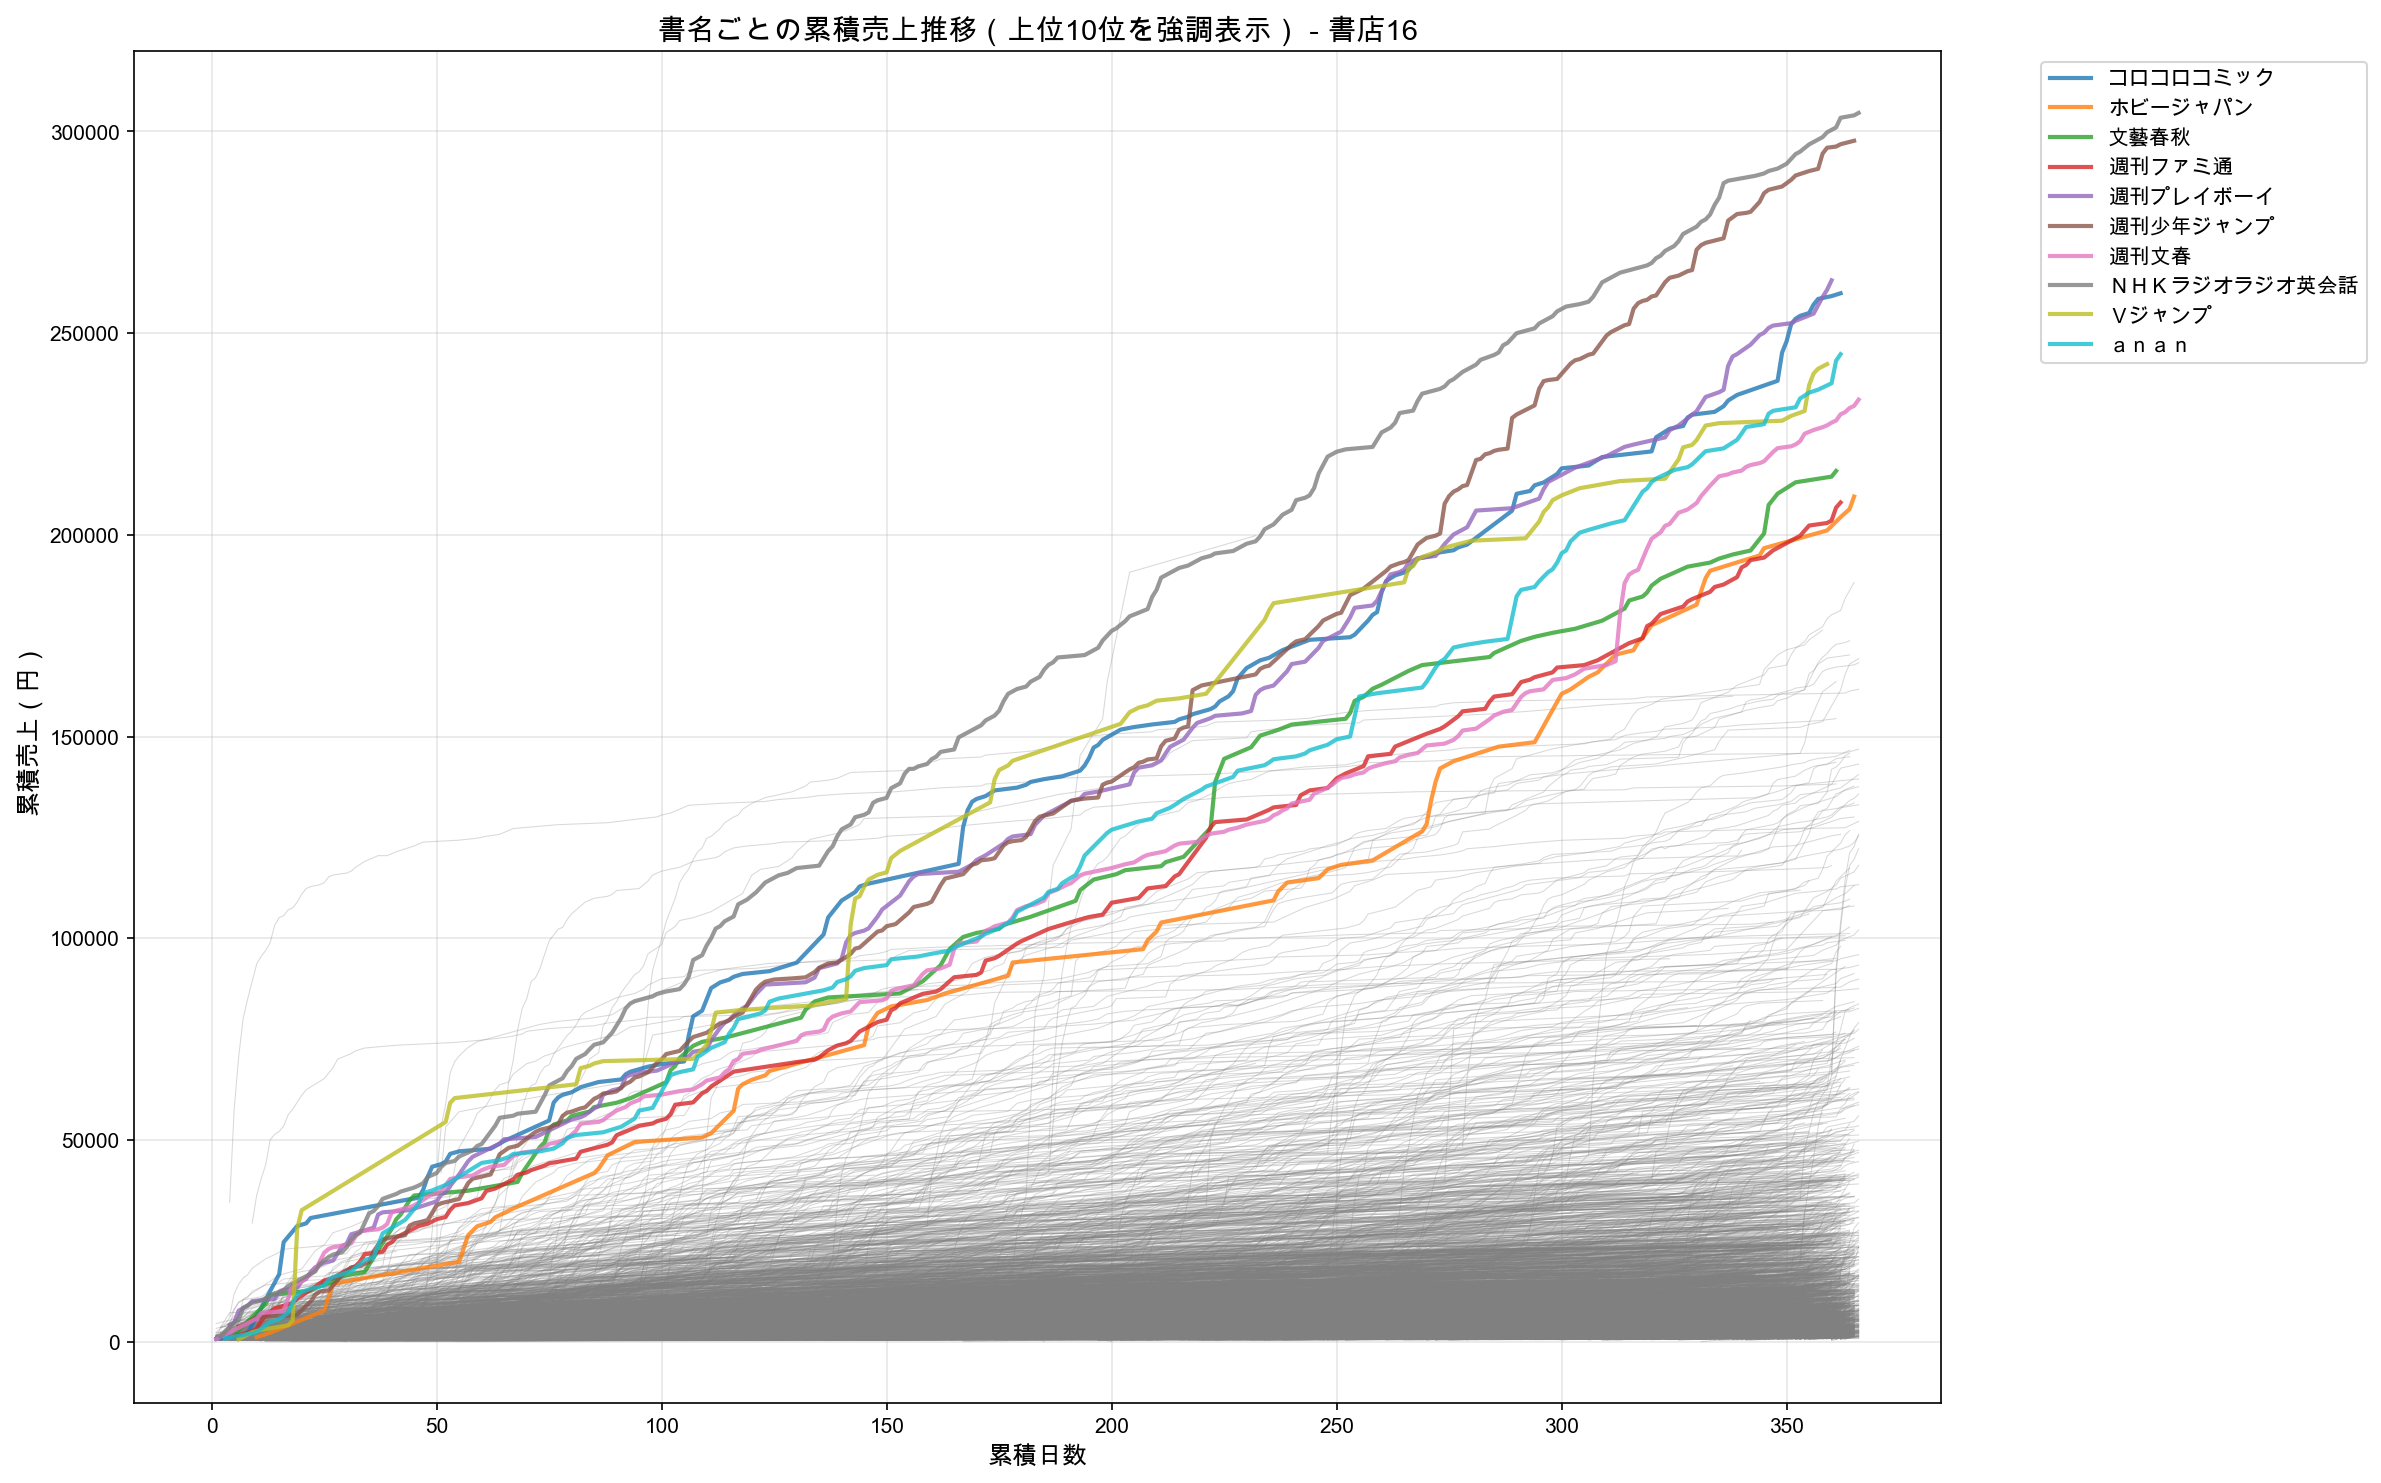 書名ごとの累積売上推移（上位10位を強調表示） - 書店16
累積売上（円）
300000
250000
200000
150000
100000
50000
0
0 50 100 150 200 250 300 350
累積日数
コロコロコミック
ホビージャパン
文藝春秋
週刊ファミ通
週刊プレイボーイ
週刊少年ジャンプ
週刊文春
ＮＨＫラジオラジオ英会話
Ｖジャンプ
ａｎａｎ